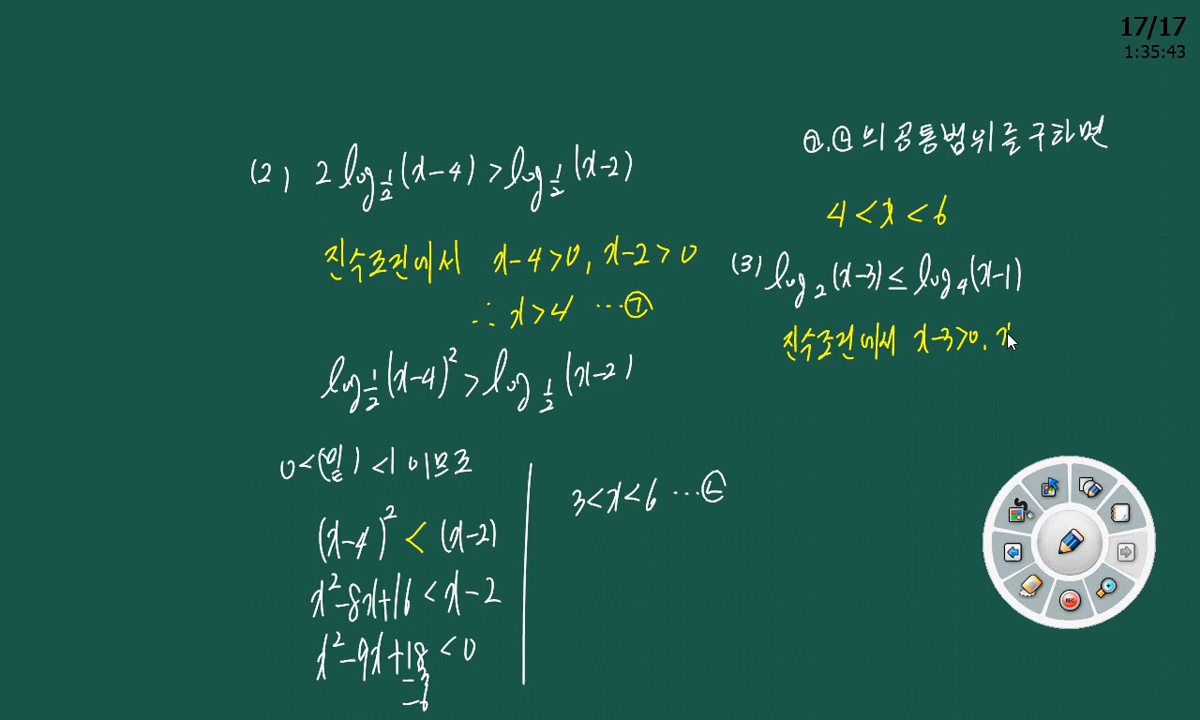 17/17
1:35:43
(2) 2log_{1/2}(x-4) > log_{1/2}(x-2)
진수조건에서 x-4>0, x-2>0
∴ x>4 …㉠
log_{1/2}(x-4)² > log_{1/2}(x-2)
0<(밑)<1 이므로
(x-4)² < (x-2)
x²-8x+16 < x-2
x²-9x+18 < 0
-3
-6
3<x<6 …㉡
㉠,㉡의 공통범위를 구하면
4<x<6
(3) log₂(x-3) ≤ log₄(x-1)
진수조건에서 x-3>0, x
REC